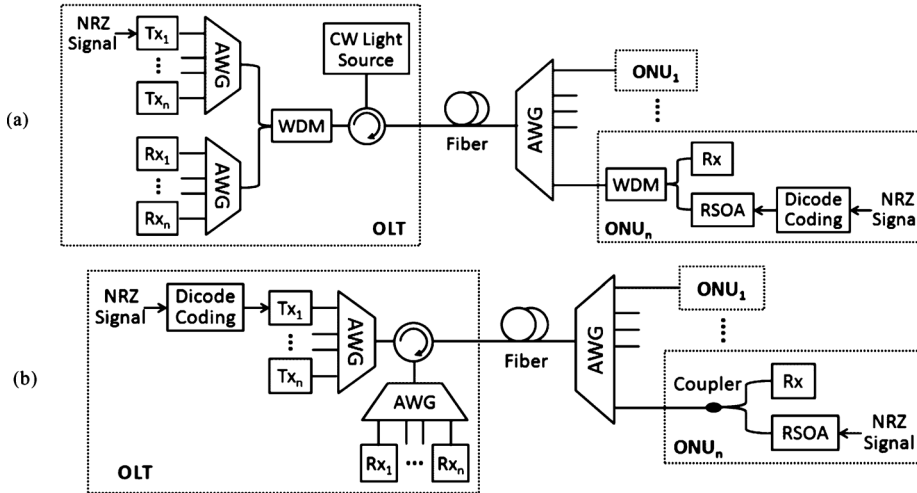 (a)
NRZ
Signal
Tx1
Txn
AWG
Rx1
Rxn
AWG
WDM
CW Light
Source
OLT
Fiber
AWG
ONU1
WDM
Rx
RSOA
Dicode
Coding
NRZ
Signal
ONUn
(b)
NRZ
Signal
Dicode
Coding
Tx1
Txn
AWG
AWG
Rx1
Rxn
OLT
Fiber
AWG
ONU1
Coupler
Rx
RSOA
NRZ
Signal
ONUn